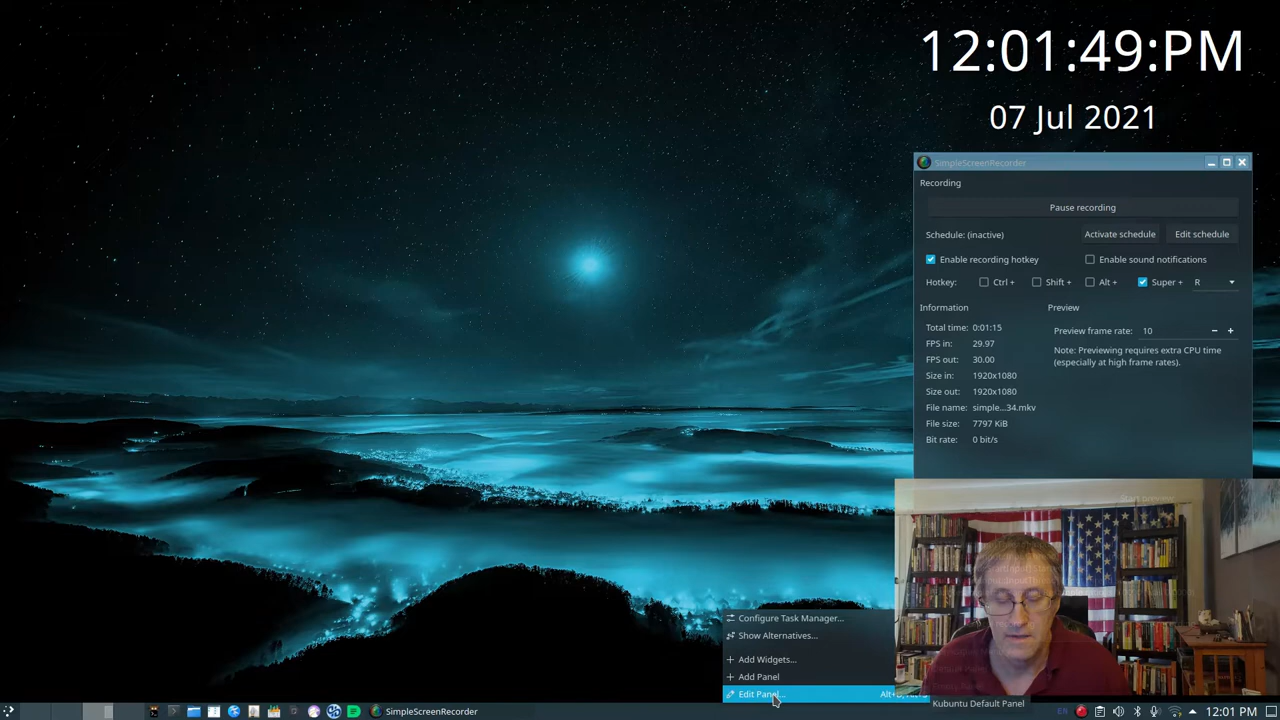 12:01:49:PM
07 Jul 2021
SimpleScreenRecorder
Recording
Pause recording
Schedule: (inactive)
Activate schedule
Edit schedule
Enable recording hotkey
Enable sound notifications
Hotkey:
Ctrl +
Shift +
Alt +
Super +
R
Information
Preview
Total time: 0:01:15
Preview frame rate: 10
FPS in: 29.97
Note: Previewing requires extra CPU time
(especially at high frame rates).
FPS out: 30.00
Size in: 1920x1080
Size out: 1920x1080
File name: simple...34.mkv
File size: 7797 KiB
Bit rate: 0 bit/s
Start preview
Configure Task Manager...
Show Alternatives...
Add Widgets...
Add Panel
Edit Panel...
Kubuntu Default Panel
SimpleScreenRecorder
EN
12:01 PM